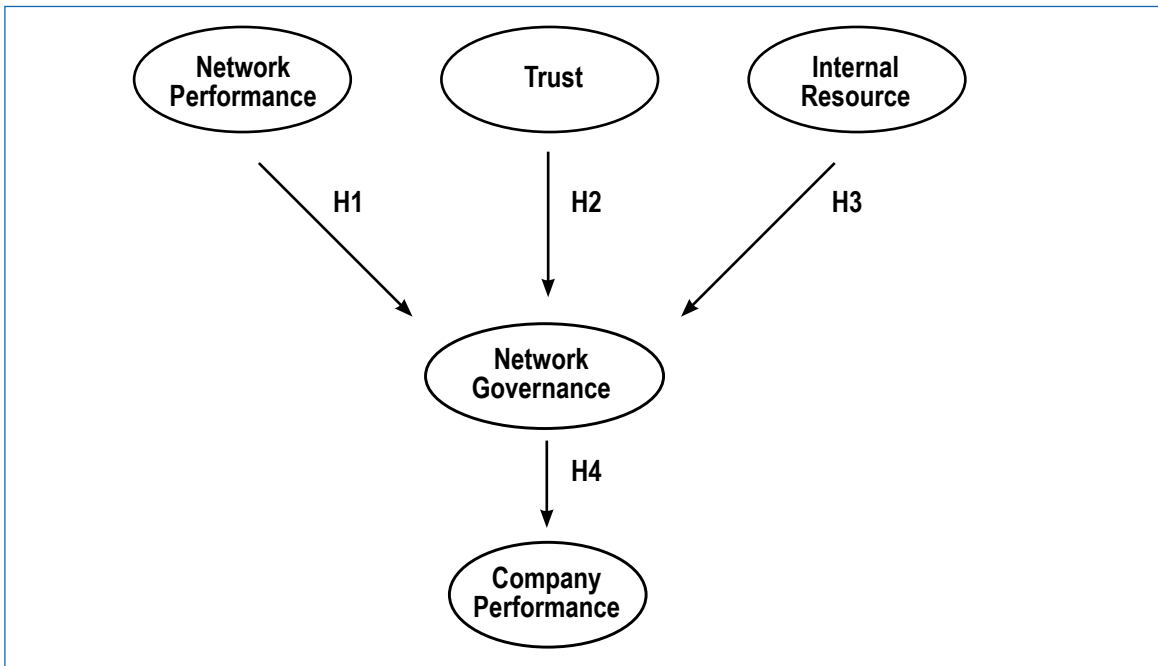 Network
Performance
Trust
Internal
Resource
H1
H2
H3
Network
Governance
H4
Company
Performance